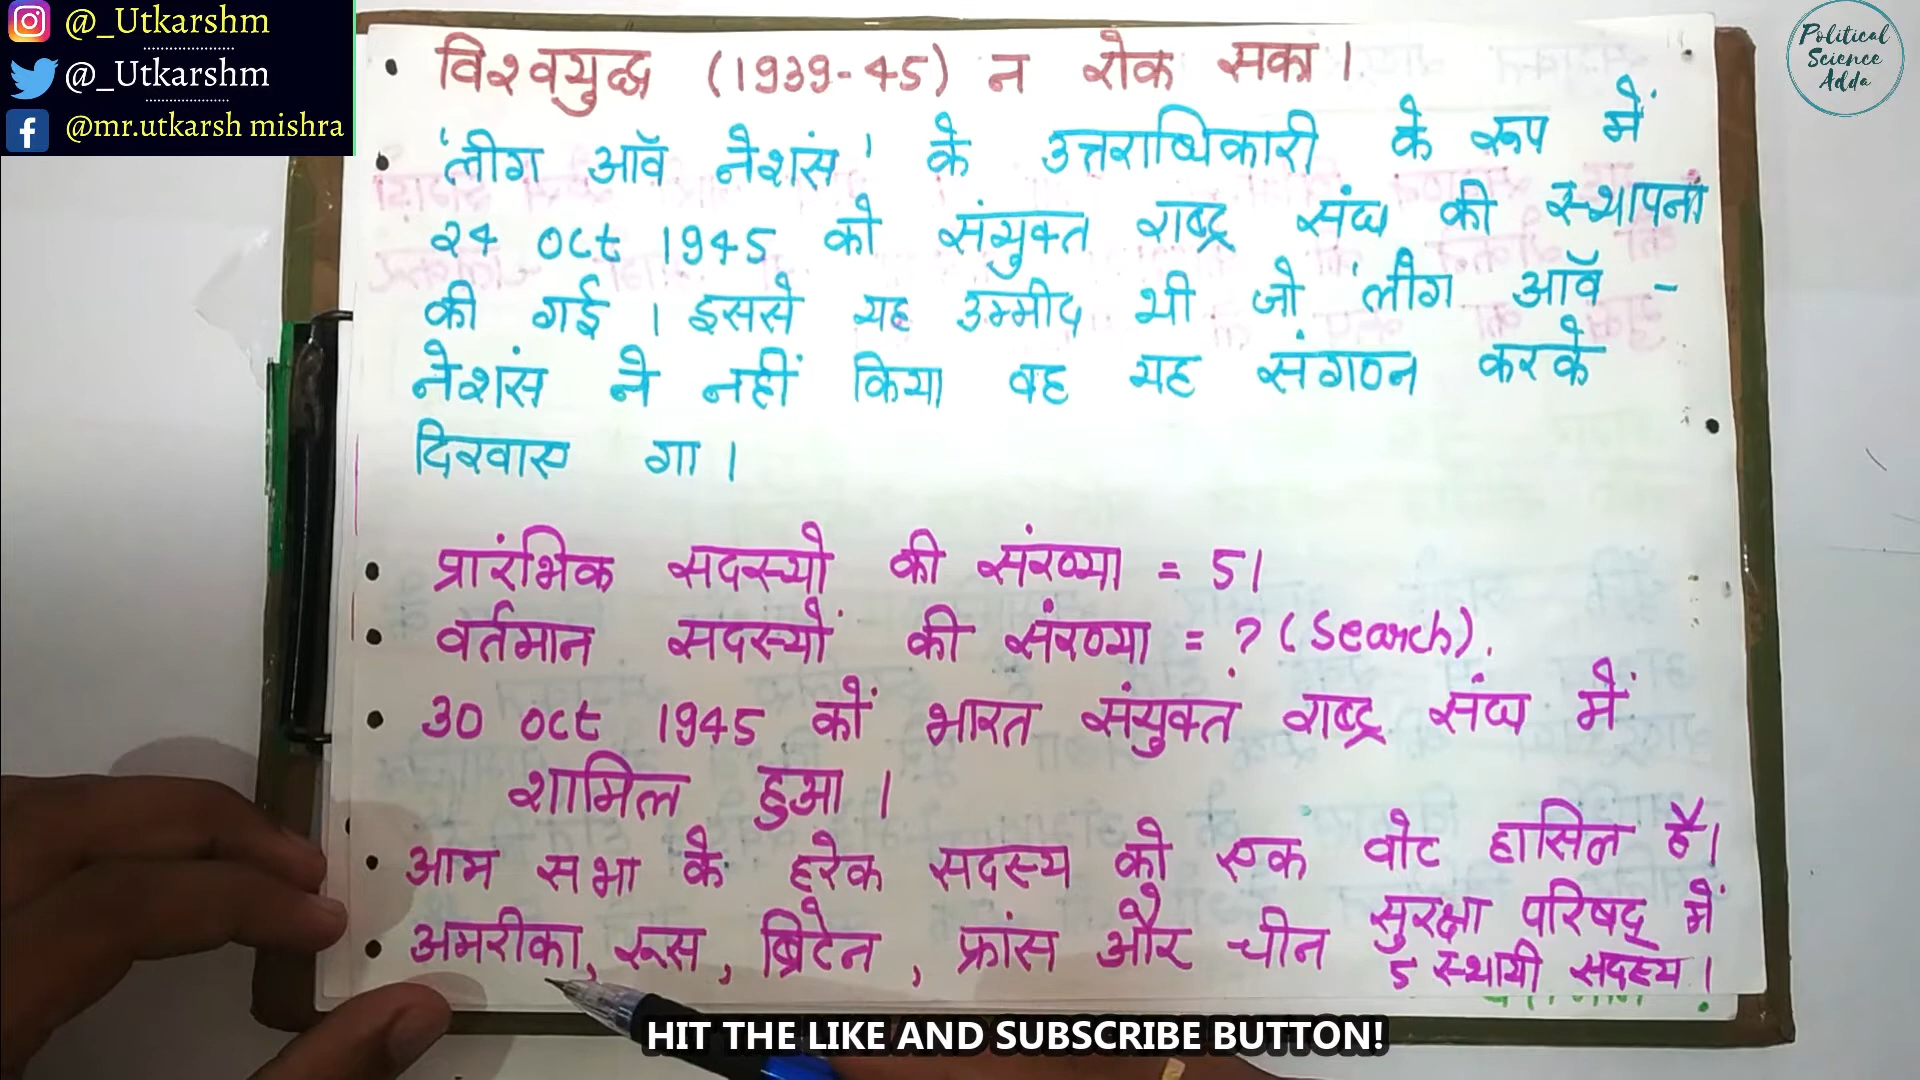 @_Utkarshm
@_Utkarshm
@mr.utkarsh mishra
Political
Science
Adda
• विश्वयुद्ध (1939-45) न रोक सका।
• 'लीग ऑव नेशंस' के उत्तराधिकारी के रूप में
24 Oct 1945 को संयुक्त राष्ट्र संघ की स्थापना
की गई । इससे यह उम्मीद थी जो 'लीग ऑव -
नेशंस ने नहीं किया वह यह संगठन करके
दिखाए गा।
• प्रारंभिक सदस्यो की संख्या = 51
• वर्तमान सदस्यों की संख्या = ? (Search).
• 30 Oct 1945 कों भारत संयुक्तं राष्ट्र संघ में
शामिल हुआ ।
• आम सभा के हरेक सदस्य को एक वोट हासिल है।
• अमरीका, रूस, ब्रिटेन, फ्रांस और चीन सुरक्षा परिषद् में
5 स्थायी सदस्य।
HIT THE LIKE AND SUBSCRIBE BUTTON!